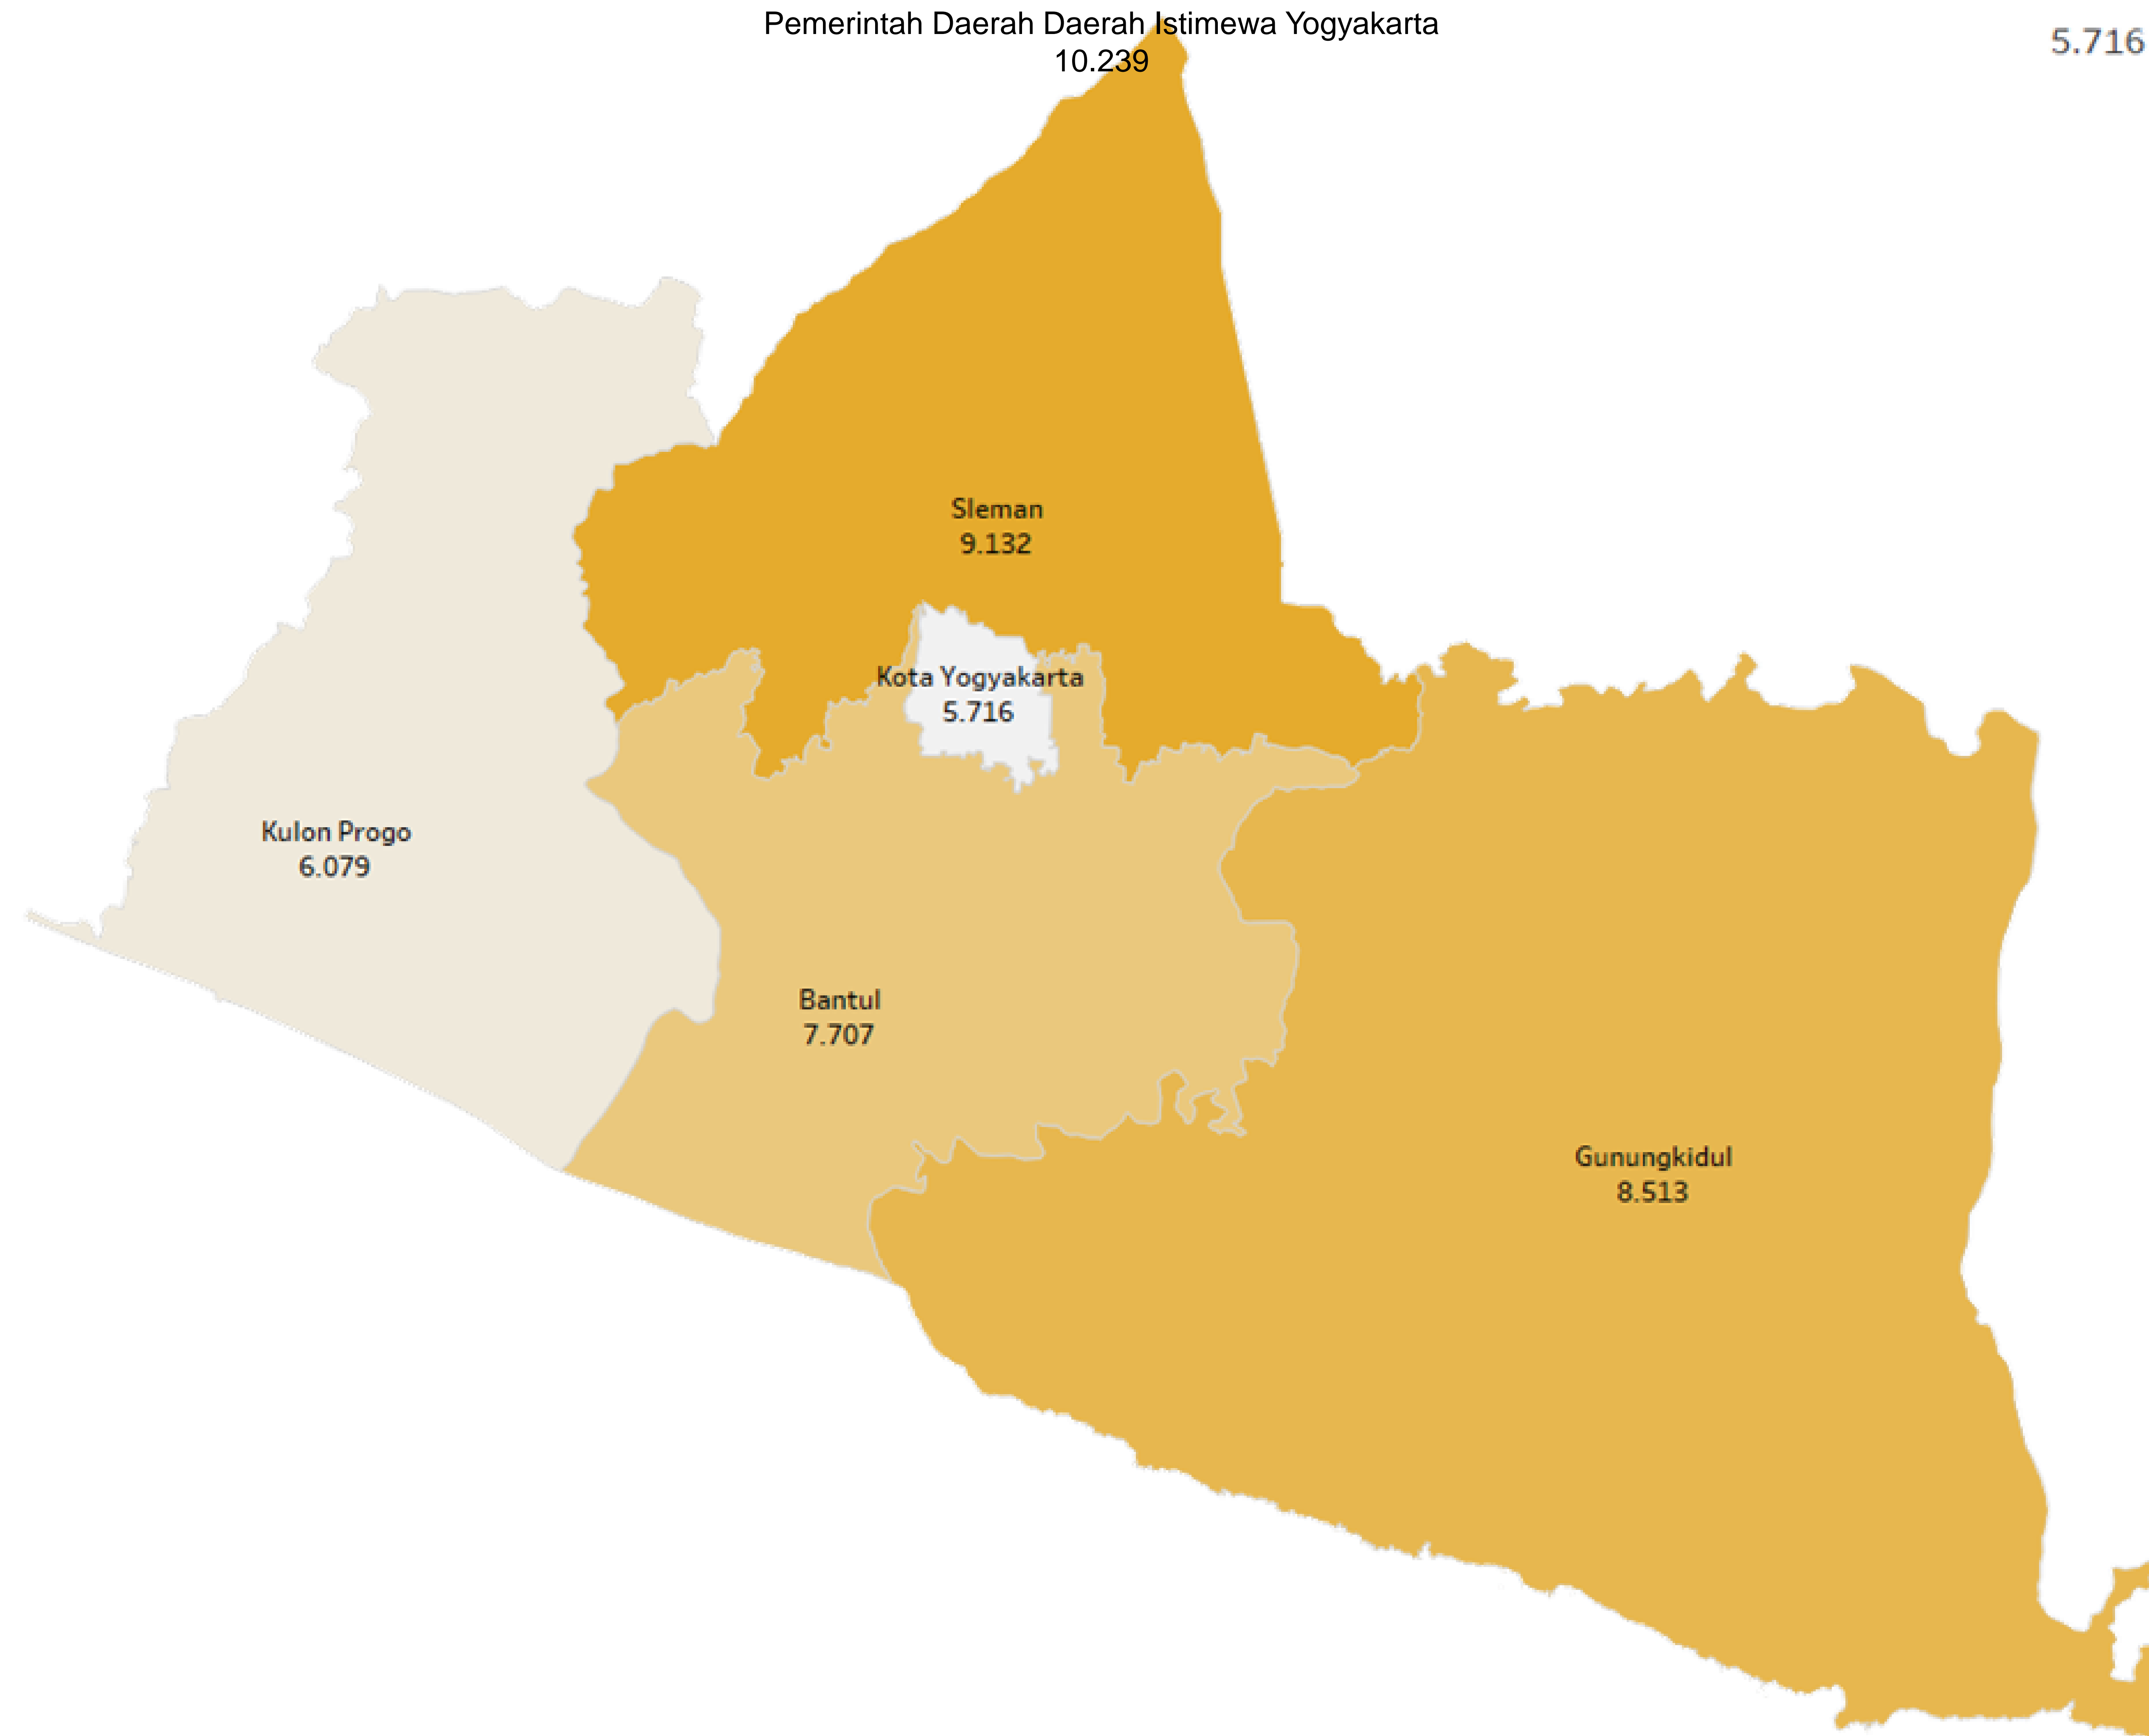 Pemerintah Daerah Daerah Istimewa Yogyakarta
10.239
5.716
Sleman
9.132
Kota Yogyakarta
5.716
Kulon Progo
6.079
Bantul
7.707
Gunungkidul
8.513